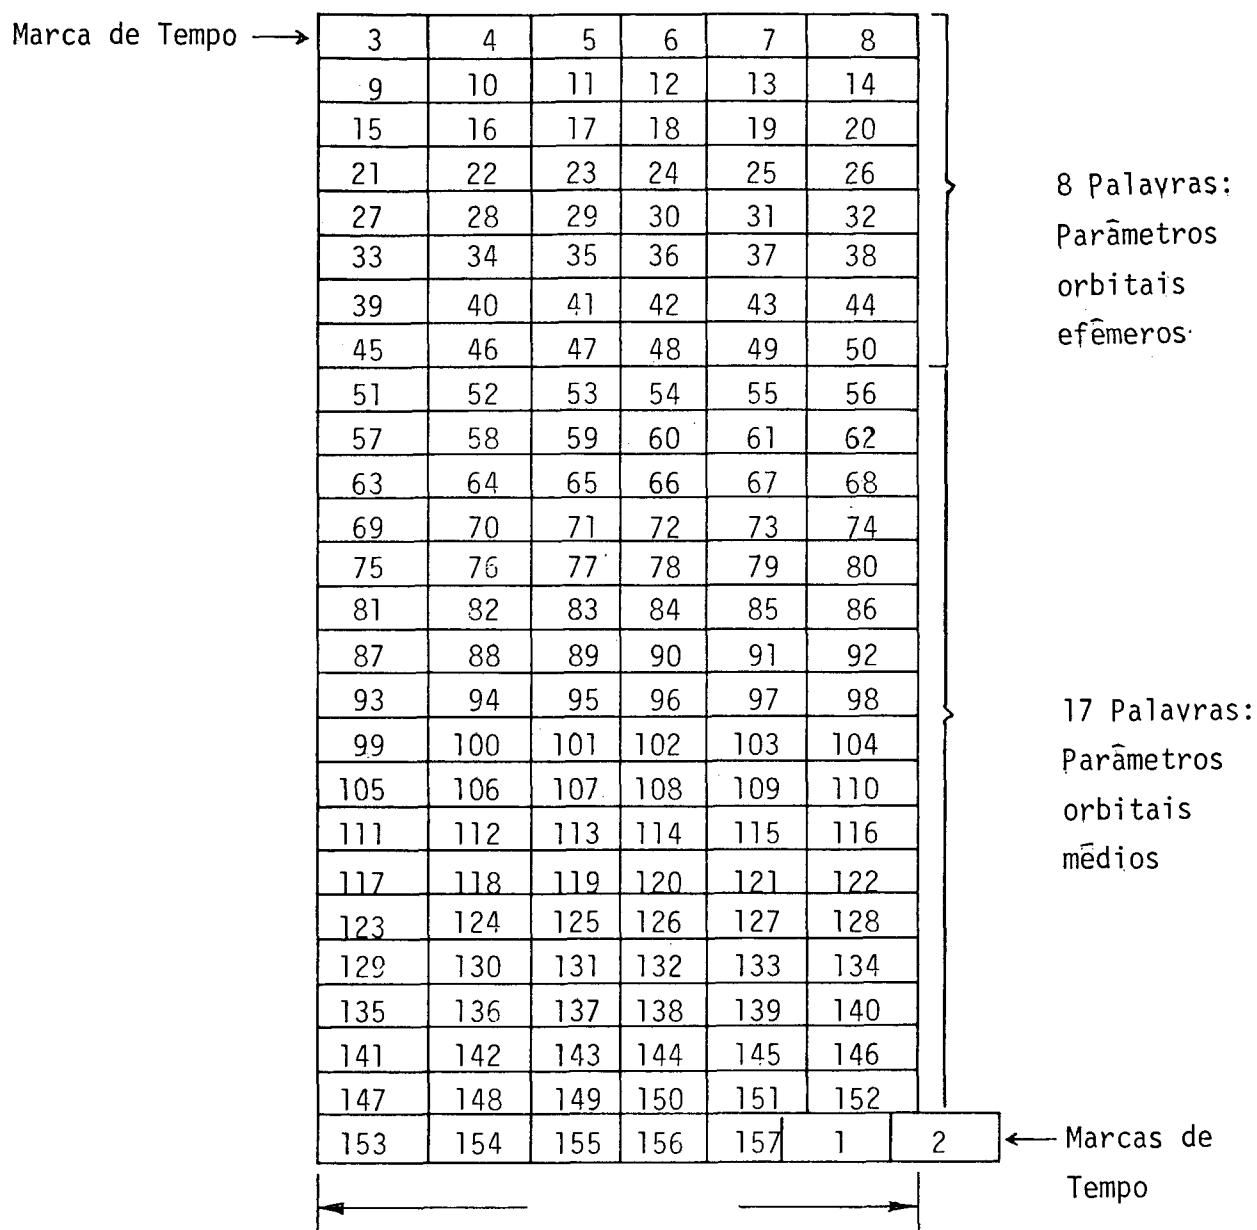 Marca de Tempo → 3 4 5 6 7 8
9 10 11 12 13 14
15 16 17 18 19 20
21 22 23 24 25 26
27 28 29 30 31 32
33 34 35 36 37 38
39 40 41 42 43 44
45 46 47 48 49 50
8 Palavras:
Parâmetros
orbitais
efêmeros
51 52 53 54 55 56
57 58 59 60 61 62
63 64 65 66 67 68
69 70 71 72 73 74
75 76 77 78 79 80
81 82 83 84 85 86
87 88 89 90 91 92
93 94 95 96 97 98
99 100 101 102 103 104
105 106 107 108 109 110
111 112 113 114 115 116
117 118 119 120 121 122
123 124 125 126 127 128
129 130 131 132 133 134
135 136 137 138 139 140
141 142 143 144 145 146
147 148 149 150 151 152
17 Palavras:
Parâmetros
orbitais
médios
153 154 155 156 157 1 2 ← Marcas de
Tempo